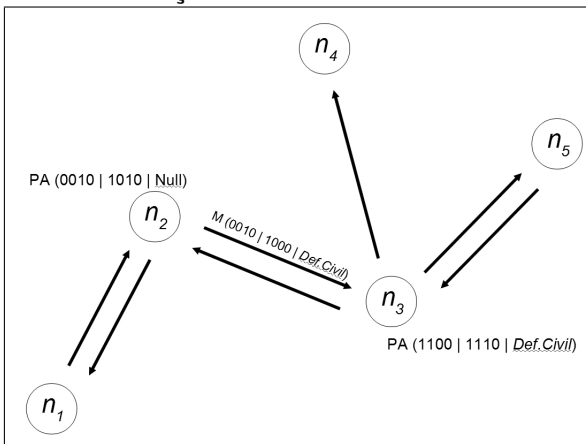 n4
n5
PA (0010 | 1010 | Null)
n2
M (0010 | 1000 | Def.Civil)
n3
PA (1100 | 1110 | Def.Civil)
n1